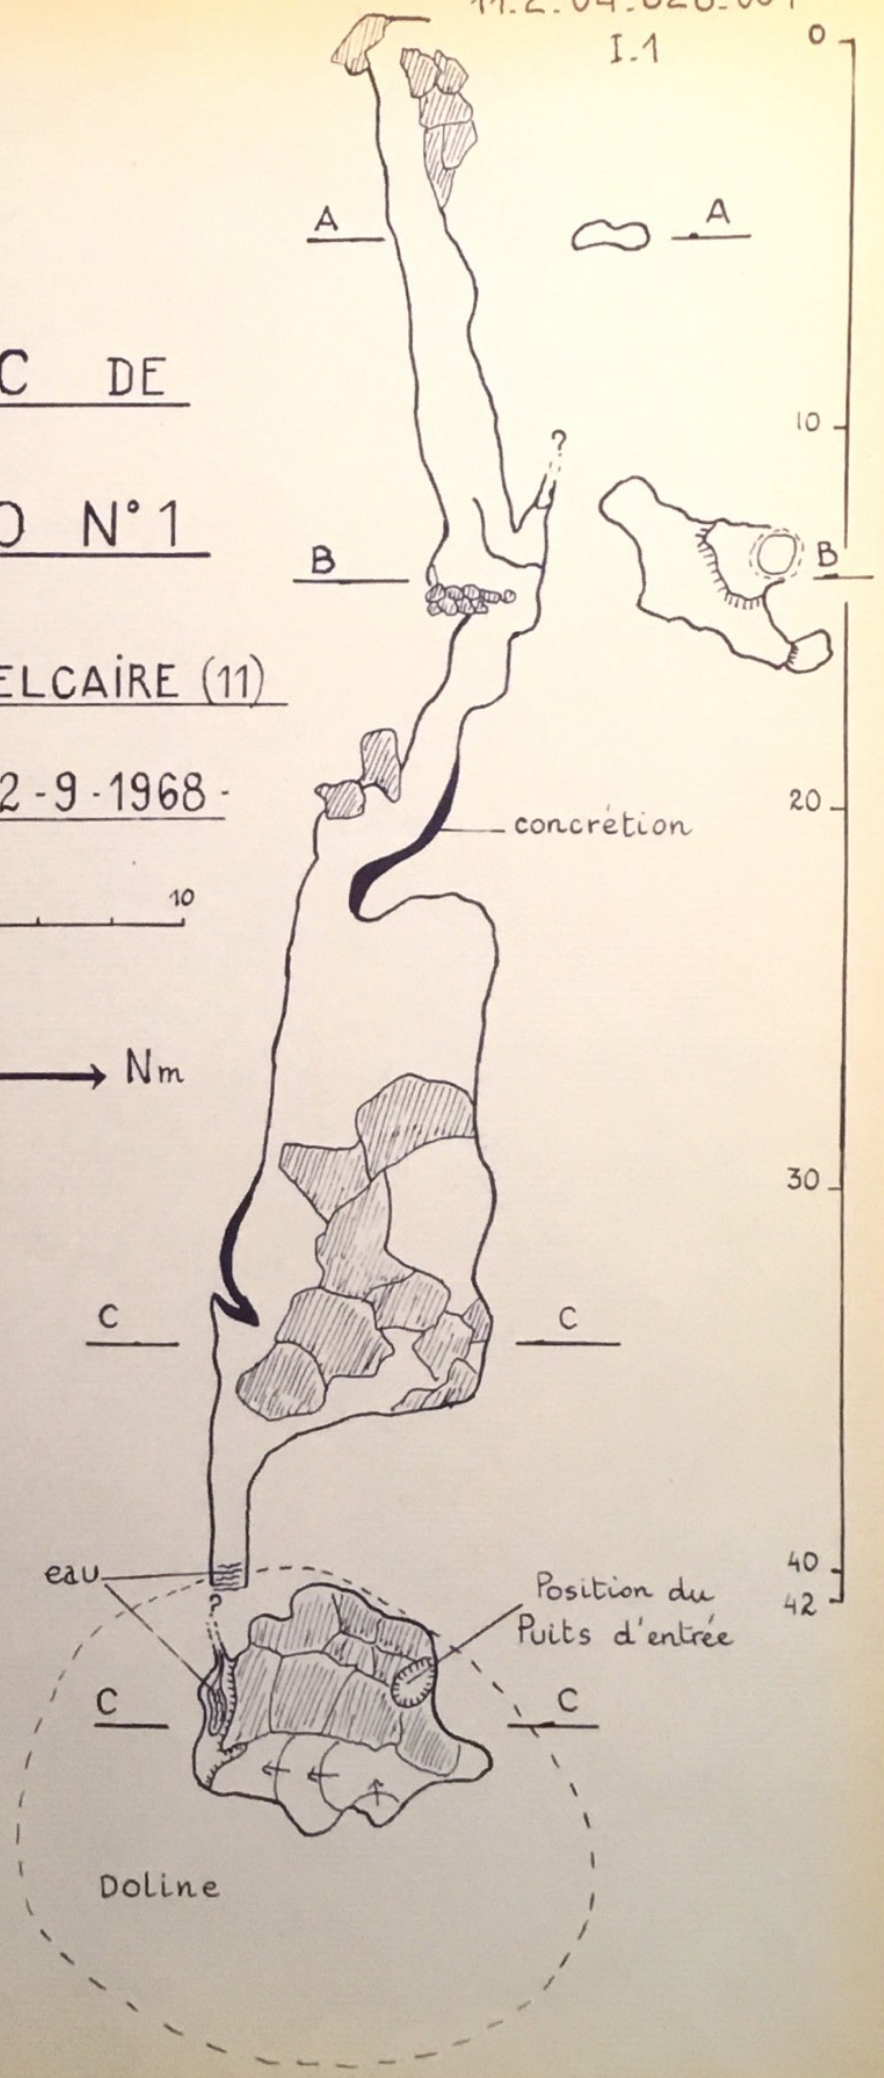 I.1
0
A
A
C DE
10
?
O N°1
B
B
ELCAIRE (11)
2-9-1968-
20
concrétion
10
Nm
30
C
C
eau
40
42
?
Position du
Puits d'entrée
C
C
Doline